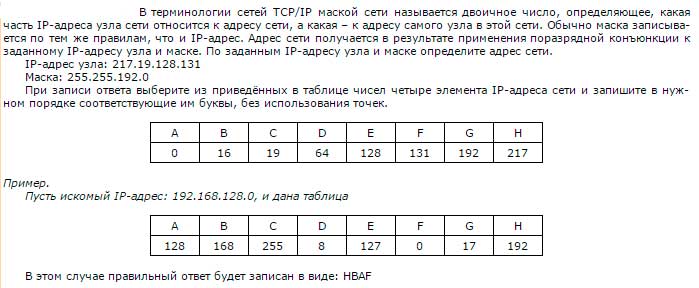 В терминологии сетей TCP/IP маской сети называется двоичное число, определяющее, какая
часть IP-адреса узла сети относится к адресу сети, а какая – к адресу самого узла в этой сети. Обычно маска записыва-
ется по тем же правилам, что и IP-адрес. Адрес сети получается в результате применения поразрядной конъюнкции к
заданному IP-адресу узла и маске. По заданным IP-адресу узла и маске определите адрес сети.
IP-адрес узла: 217.19.128.131
Маска: 255.255.192.0
При записи ответа выберите из приведённых в таблице чисел четыре элемента IP-адреса сети и запишите в нуж-
ном порядке соответствующие им буквы, без использования точек.
A B C D E F G H
0 16 19 64 128 131 192 217
Пример.
Пусть искомый IP-адрес: 192.168.128.0, и дана таблица
A B C D E F G H
128 168 255 8 127 0 17 192
В этом случае правильный ответ будет записан в виде: HBAF